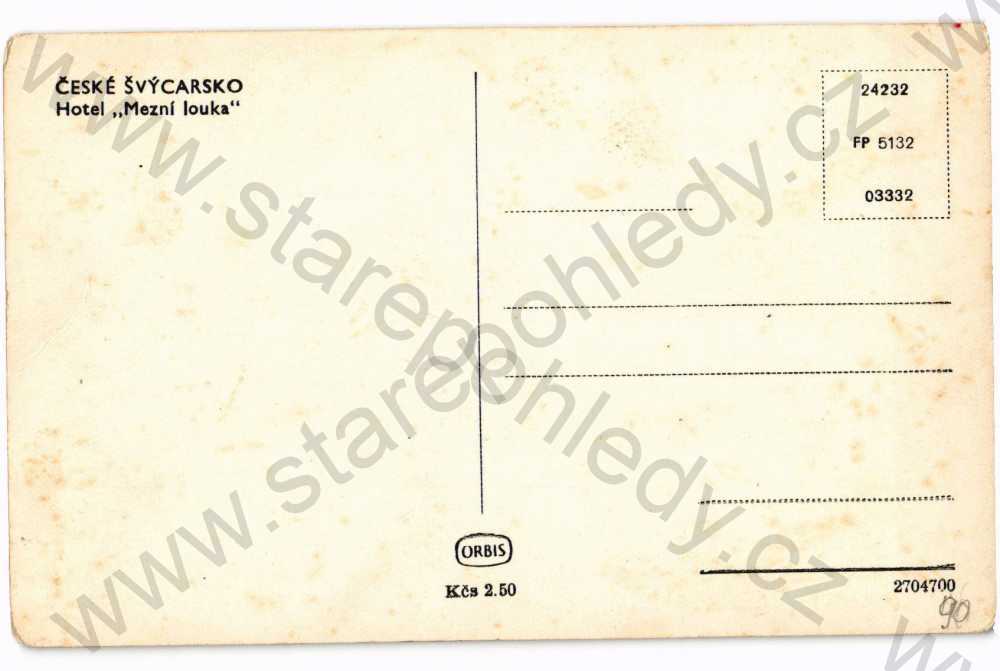 ČESKÉ ŠVÝCARSKO
Hotel „Mezní louka“
24232
FP 5132
03332
ORBIS
Kčs 2.50
2704700
90
www.starepohledy.cz
www.starepohledy.cz